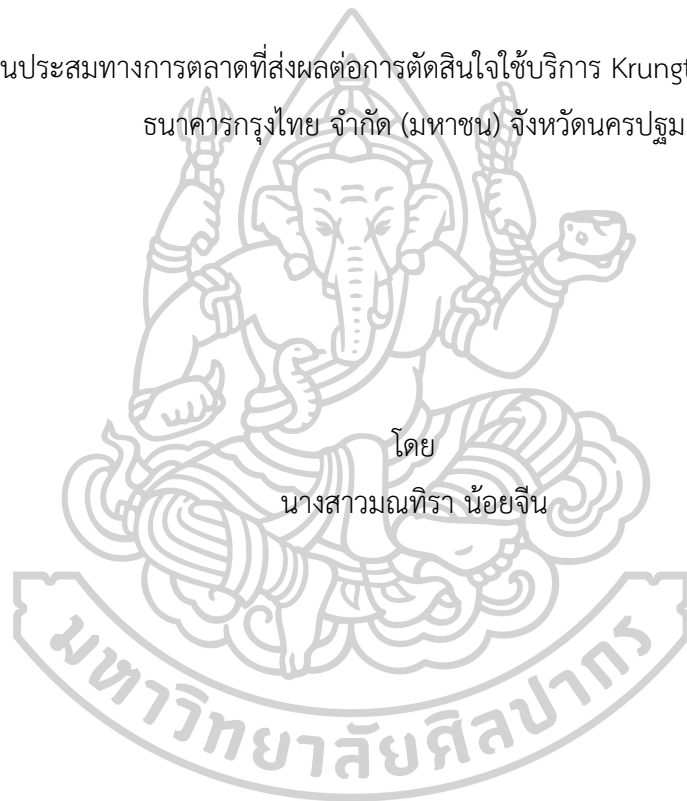 นประสมทางการตลาดที่ส่งผลต่อการตัดสินใจใช้บริการ Krungt
ธนาคารกรุงไทย จำกัด (มหาชน) จังหวัดนครปฐม
โดย
นางสาวมณทิรา น้อยจีน
มหาวิทยาลัยศิลปากร